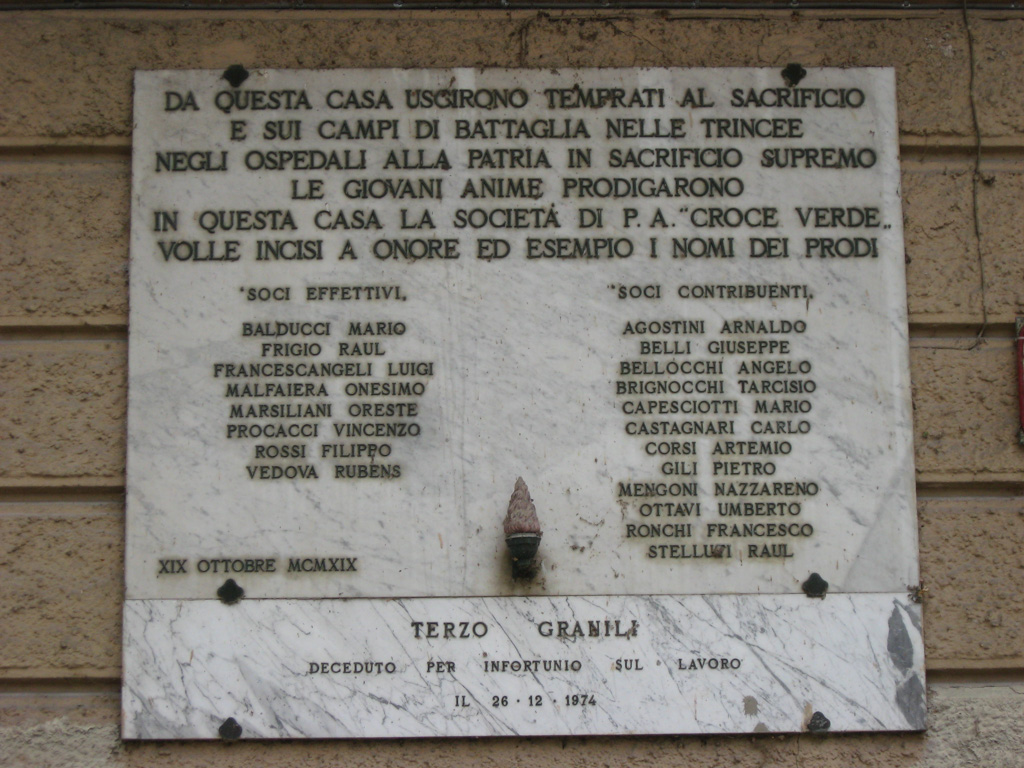 DA QUESTA CASA USCIRONO TEMPRATI AL SACRIFICIO
E SUI CAMPI DI BATTAGLIA NELLE TRINCEE
NEGLI OSPEDALI ALLA PATRIA IN SACRIFICIO SUPREMO
LE GIOVANI ANIME PRODIGARONO
IN QUESTA CASA LA SOCIETÀ DI P. A. "CROCE VERDE„
VOLLE INCISI A ONORE ED ESEMPIO I NOMI DEI PRODI
"SOCI EFFETTIVI„
BALDUCCI MARIO
FRIGIO RAUL
FRANCESCANGELI LUIGI
MALFAIERA ONESIMO
MARSILIANI ORESTE
PROCACCI VINCENZO
ROSSI FILIPPO
VEDOVA RUBENS
"SOCI CONTRIBUENTI„
AGOSTINI ARNALDO
BELLI GIUSEPPE
BELLOCCHI ANGELO
BRIGNOCCHI TARCISIO
CAPESCIOTTI MARIO
CASTAGNARI CARLO
CORSI ARTEMIO
GILI PIETRO
MENGONI NAZZARENO
OTTAVI UMBERTO
RONCHI FRANCESCO
STELLUTI RAUL
XIX OTTOBRE MCMXIX
TERZO GRANILI
DECEDUTO PER INFORTUNIO SUL LAVORO
IL 26 · 12 · 1974